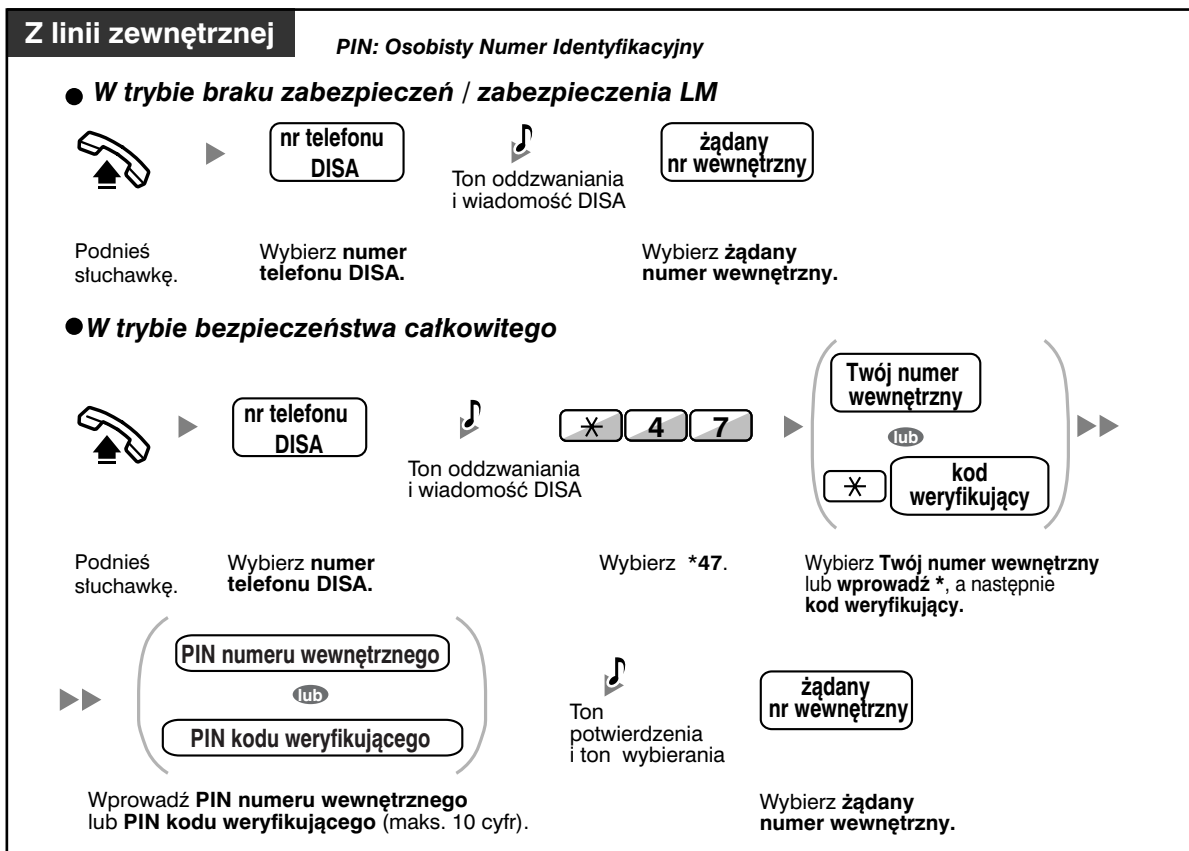 Z linii zewnętrznej
PIN: Osobisty Numer Identyfikacyjny
● W trybie braku zabezpieczeń / zabezpieczenia LM
nr telefonu
DISA
Ton oddzwaniania
i wiadomość DISA
żądany
nr wewnętrzny
Podnieś
słuchawkę.
Wybierz numer
telefonu DISA.
Wybierz żądany
numer wewnętrzny.
● W trybie bezpieczeństwa całkowitego
nr telefonu
DISA
Ton oddzwaniania
i wiadomość DISA
* 4 7
Twój numer
wewnętrzny
lub
* kod
weryfikujący
Podnieś
słuchawkę.
Wybierz numer
telefonu DISA.
Wybierz *47.
Wybierz Twój numer wewnętrzny
lub wprowadź *, a następnie
kod weryfikujący.
PIN numeru wewnętrznego
lub
PIN kodu weryfikującego
Ton
potwierdzenia
i ton wybierania
żądany
nr wewnętrzny
Wprowadź PIN numeru wewnętrznego
lub PIN kodu weryfikującego (maks. 10 cyfr).
Wybierz żądany
numer wewnętrzny.